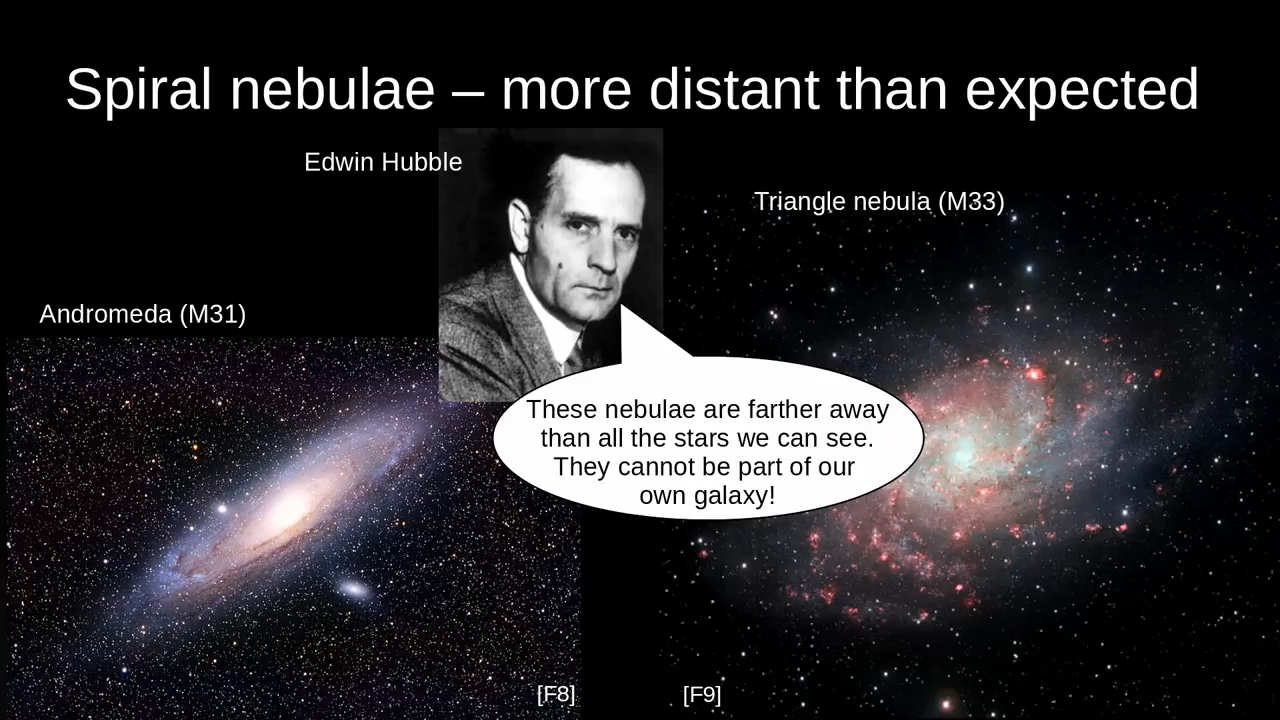 Spiral nebulae – more distant than expected
Edwin Hubble
Triangle nebula (M33)
Andromeda (M31)
These nebulae are farther away
than all the stars we can see.
They cannot be part of our
own galaxy!
[F8]
[F9]